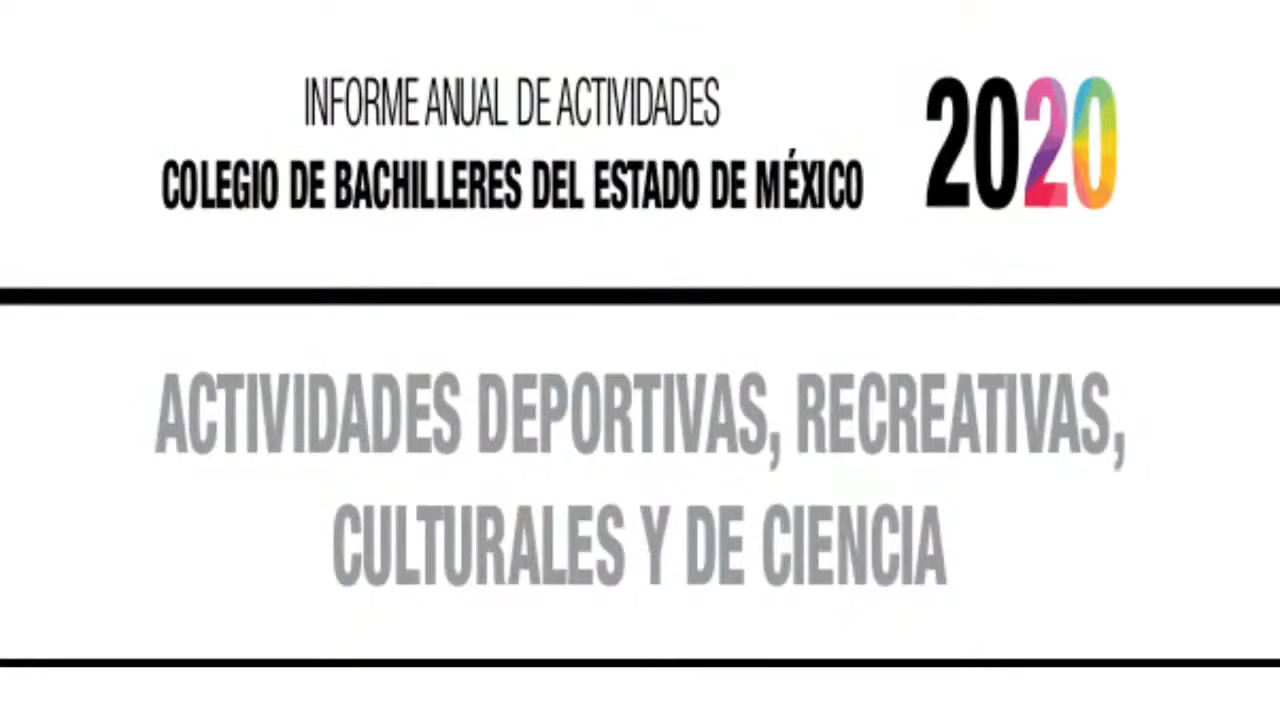 INFORME ANUAL DE ACTIVIDADES
COLEGIO DE BACHILLERES DEL ESTADO DE MÉXICO
2020
ACTIVIDADES DEPORTIVAS, RECREATIVAS,
CULTURALES Y DE CIENCIA